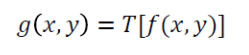 g(x, y) = T[f(x, y)]